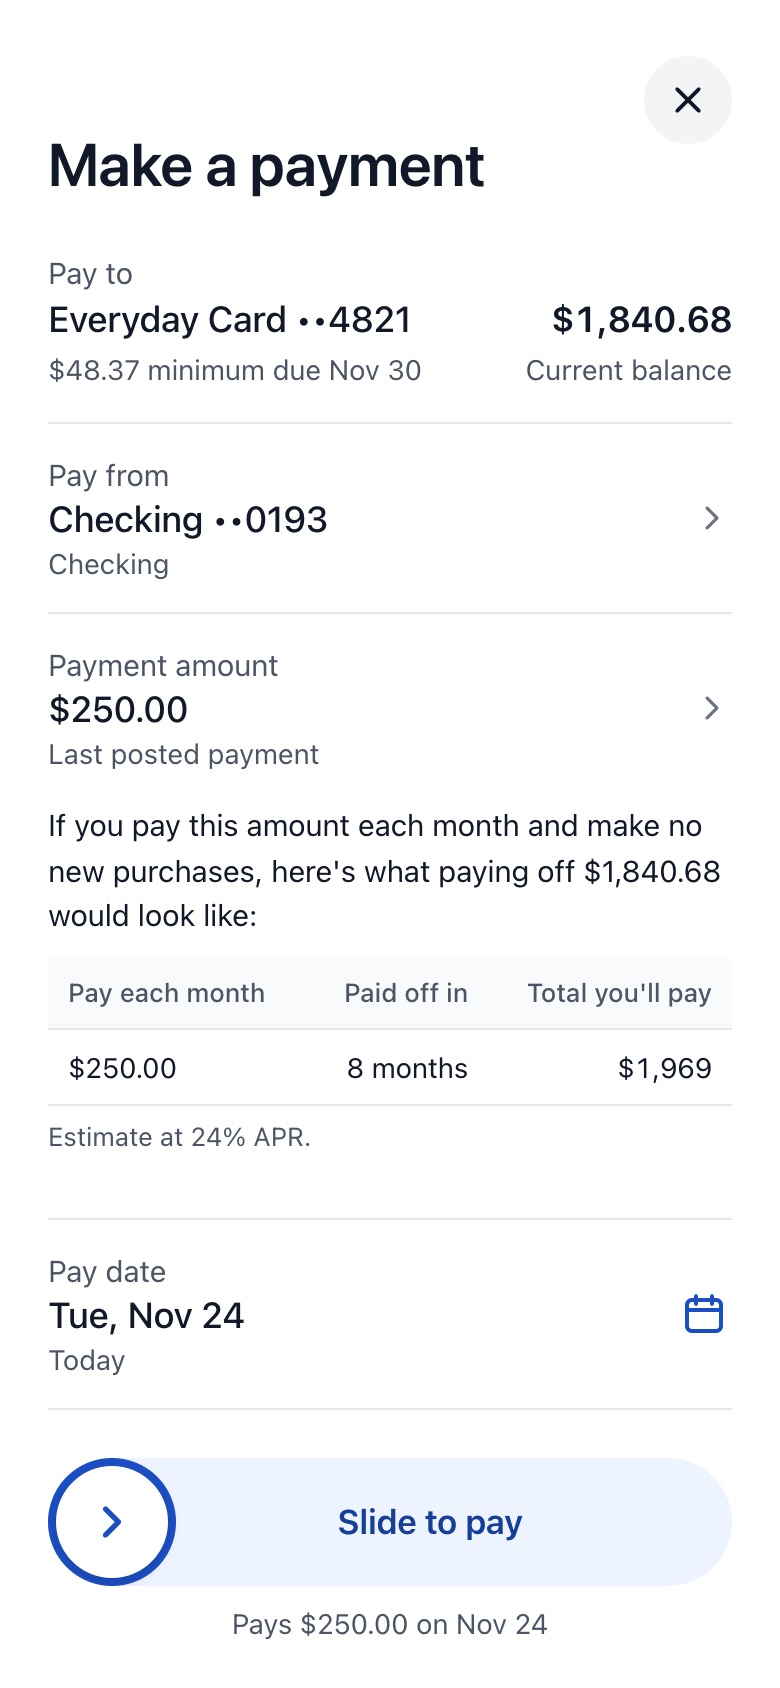 Make a payment
Pay to
Everyday Card ••4821 $1,840.68
$48.37 minimum due Nov 30 Current balance
Pay from
Checking ••0193
Checking
Payment amount
$250.00
Last posted payment
If you pay this amount each month and make no
new purchases, here's what paying off $1,840.68
would look like:
Pay each month Paid off in Total you'll pay
$250.00 8 months $1,969
Estimate at 24% APR.
Pay date
Tue, Nov 24
Today
Slide to pay
Pays $250.00 on Nov 24